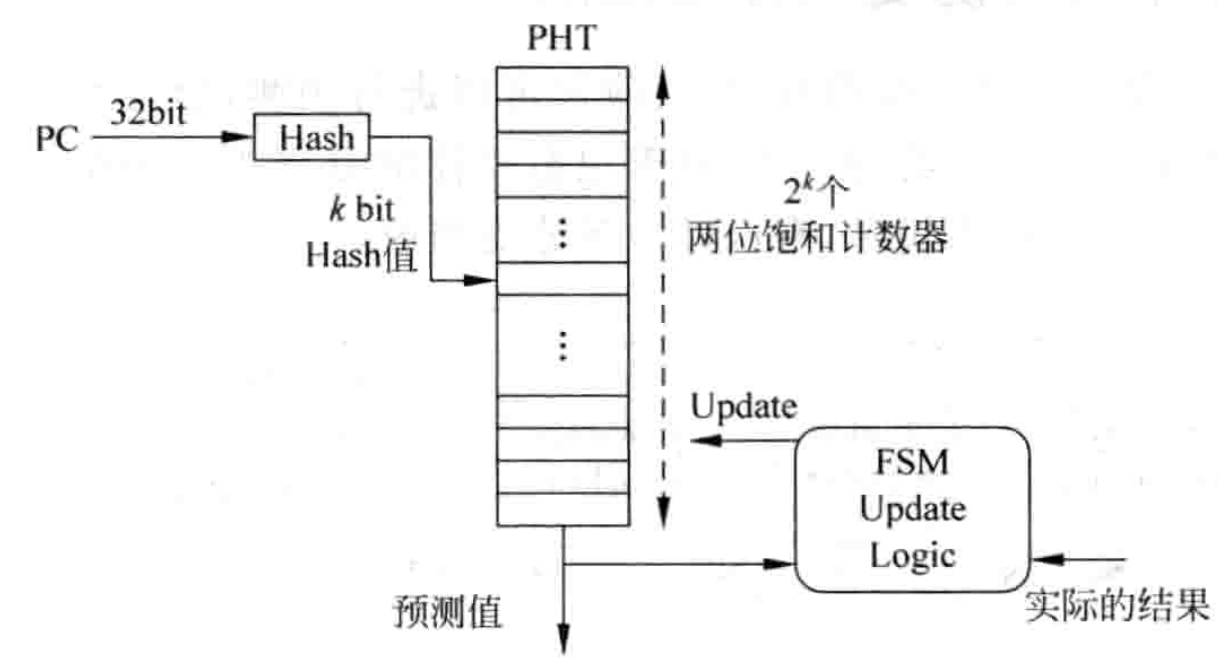 PHT
32bit
PC
Hash
k bit
Hash值
2^k个
两位饱和计数器
⋮
⋮
Update
FSM
Update
Logic
预测值
实际的结果